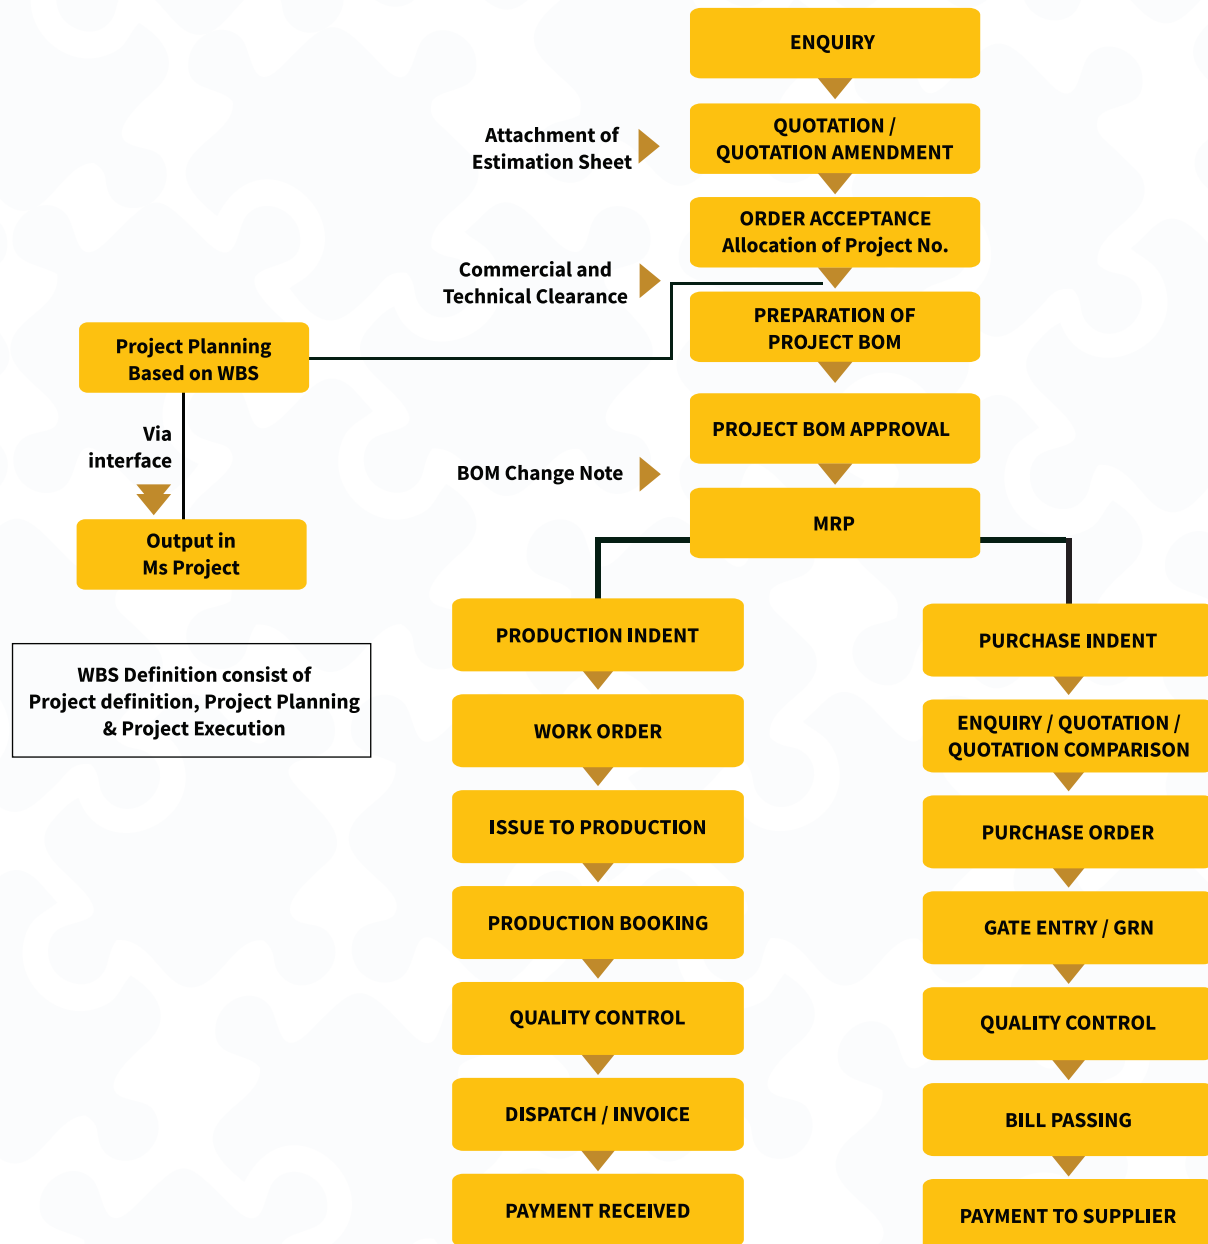 ENQUIRY
Attachment of
Estimation Sheet
QUOTATION /
QUOTATION AMENDMENT
ORDER ACCEPTANCE
Allocation of Project No.
Commercial and
Technical Clearance
PREPARATION OF
PROJECT BOM
Project Planning
Based on WBS
Via
interface
Output in
Ms Project
PROJECT BOM APPROVAL
BOM Change Note
MRP
WBS Definition consist of
Project definition, Project Planning
& Project Execution
PRODUCTION INDENT
WORK ORDER
ISSUE TO PRODUCTION
PRODUCTION BOOKING
QUALITY CONTROL
DISPATCH / INVOICE
PAYMENT RECEIVED
PURCHASE INDENT
ENQUIRY / QUOTATION /
QUOTATION COMPARISON
PURCHASE ORDER
GATE ENTRY / GRN
QUALITY CONTROL
BILL PASSING
PAYMENT TO SUPPLIER